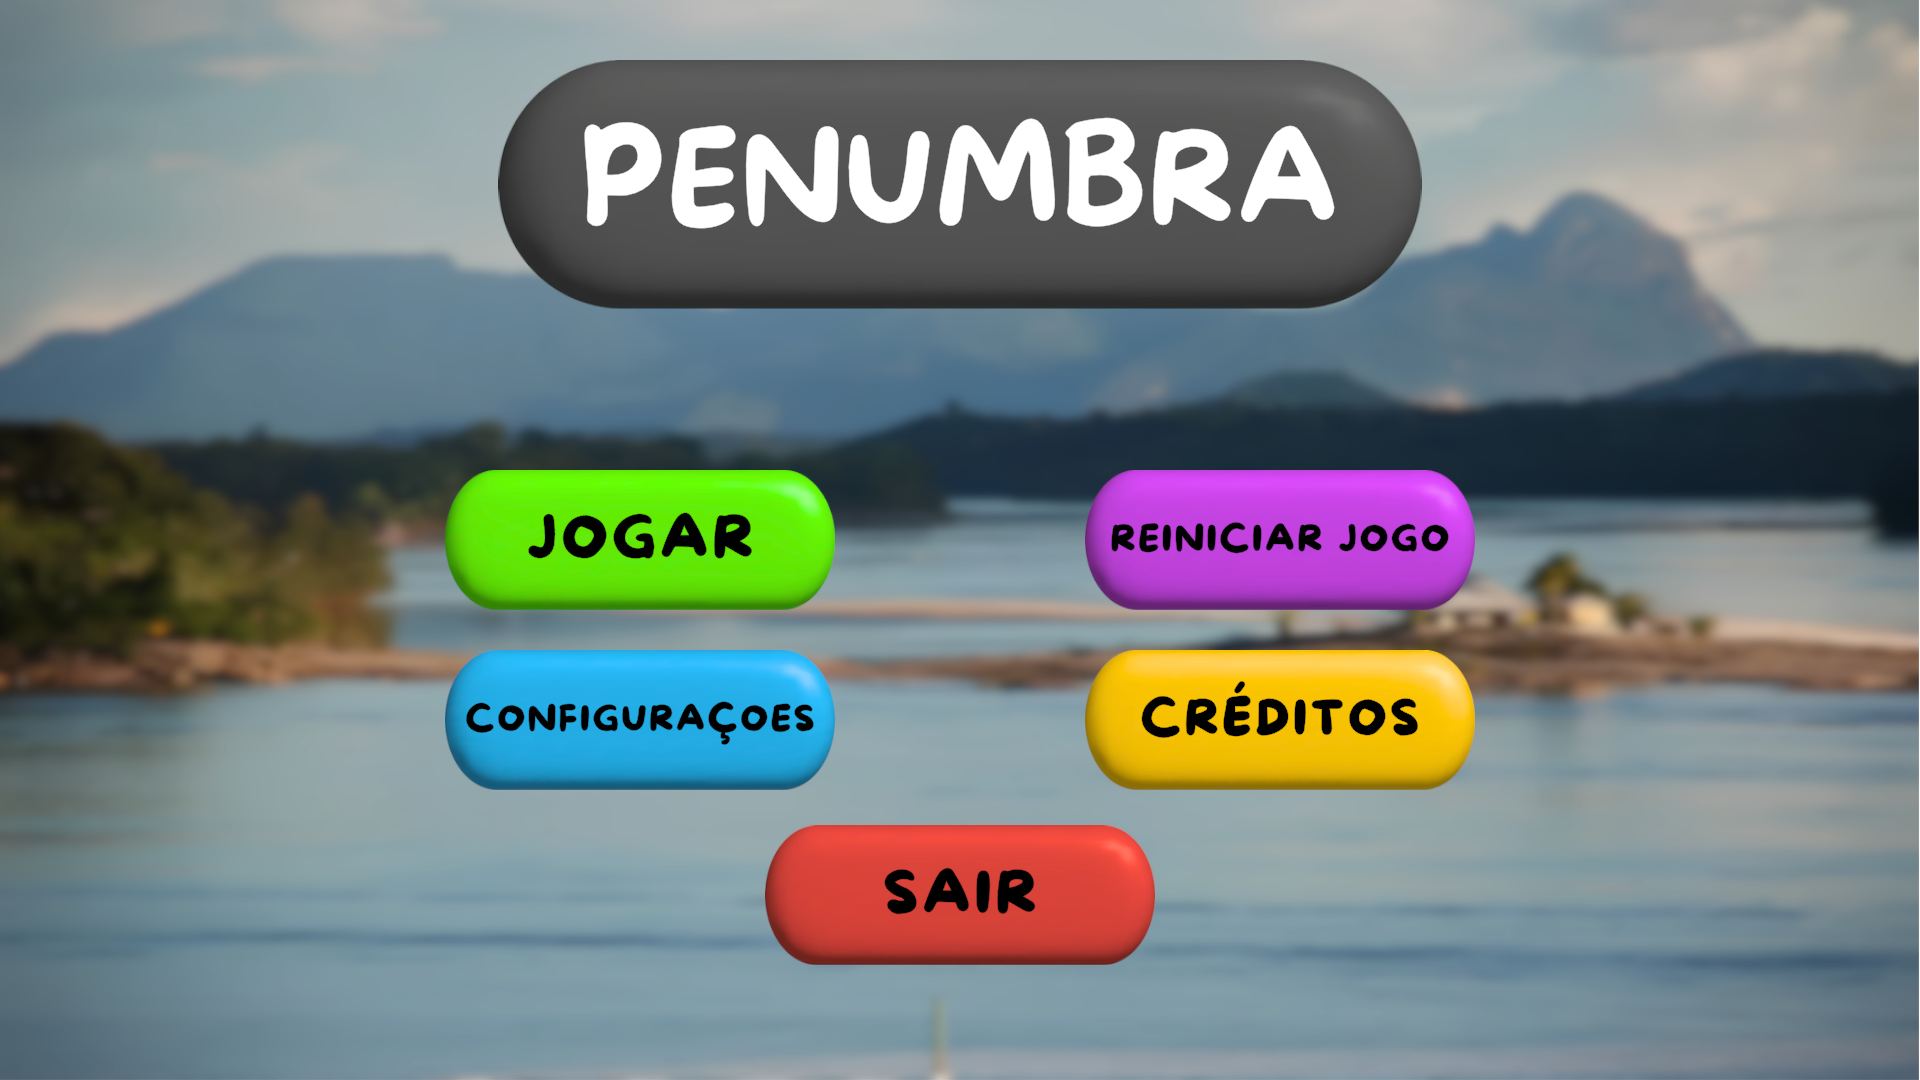 PENUMBRA
JOGAR
REINICIAR JOGO
CONFIGURAÇOES
CRÉDITOS
SAIR